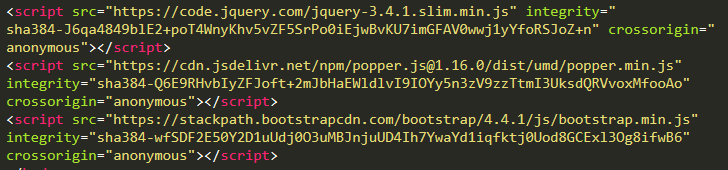 <script src="https://code.jquery.com/jquery-3.4.1.slim.min.js" integrity="
sha384-J6qa4849blE2+poT4WnyKhv5vZF5SrPo0iEjwBvKU7imGFAV0wwj1yYfoRSJoZ+n" crossorigin="
anonymous"></script>
<script src="https://cdn.jsdelivr.net/npm/popper.js@1.16.0/dist/umd/popper.min.js"
integrity="sha384-Q6E9RHvbIyZFJoft+2mJbHaEWldlvI9IOYy5n3zV9zzTtmI3UksdQRVvoxMfooAo"
crossorigin="anonymous"></script>
<script src="https://stackpath.bootstrapcdn.com/bootstrap/4.4.1/js/bootstrap.min.js"
integrity="sha384-wfSDF2E50Y2D1uUdj0O3uMBJnjuUD4Ih7YwaYd1iqfktj0Uod8GCExl3Og8ifwB6"
crossorigin="anonymous"></script>